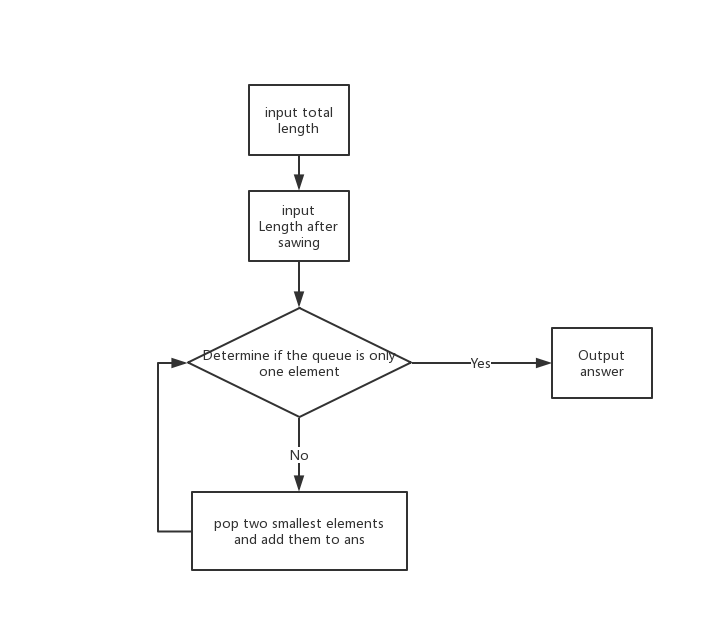 input total
length
input
Length after
sawing
Determine if the queue is only
one element
Yes
Output
answer
No
pop two smallest elements
and add them to ans